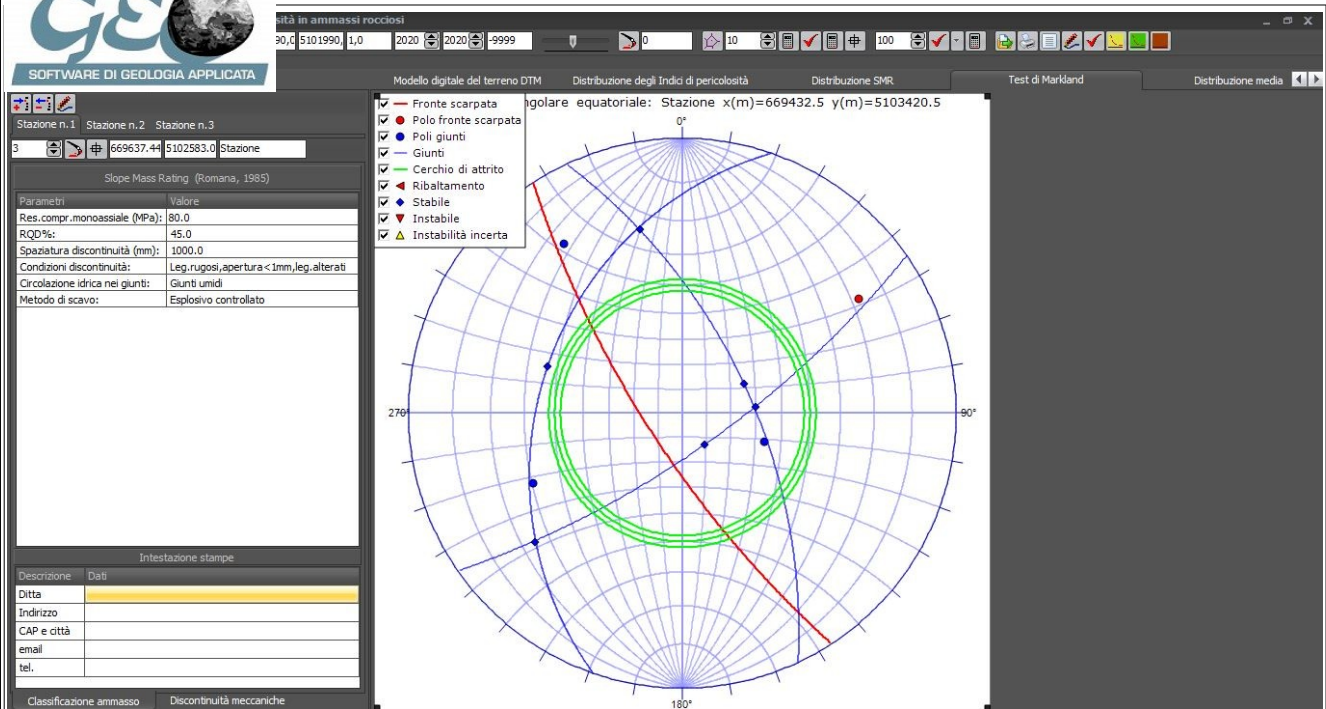 GEO
SOFTWARE DI GEOLOGIA APPLICATA
sità in ammassi rocciosi
90,0 5101990, 1,0 2020 2020 -9999 0 10 100
Modello digitale del terreno DTM Distribuzione degli Indici di pericolosità Distribuzione SMR Test di Markland Distribuzione media
Stazione n.1 Stazione n.2 Stazione n.3
3 669637.44 5102583.0 Stazione
Slope Mass Rating (Romana, 1985)
Parametri Valore
Res.compr.monoassiale (MPa): 80.0
RQD%: 45.0
Spaziatura discontinuità (mm): 1000.0
Condizioni discontinuità: Leg.rugosi,apertura<1mm,leg.alterati
Circolazione idrica nei giunti: Giunti umidi
Metodo di scavo: Esplosivo controllato
Intestazione stampe
Descrizione Dati
Ditta
Indirizzo
CAP e città
email
tel.
Classificazione ammasso Discontinuità meccaniche
ngolare equatoriale: Stazione x(m)=669432.5 y(m)=5103420.5
Fronte scarpata
Polo fronte scarpata
Poli giunti
Giunti
Cerchio di attrito
Ribaltamento
Stabile
Instabile
Instabilità incerta
0°
270°
90°
180°